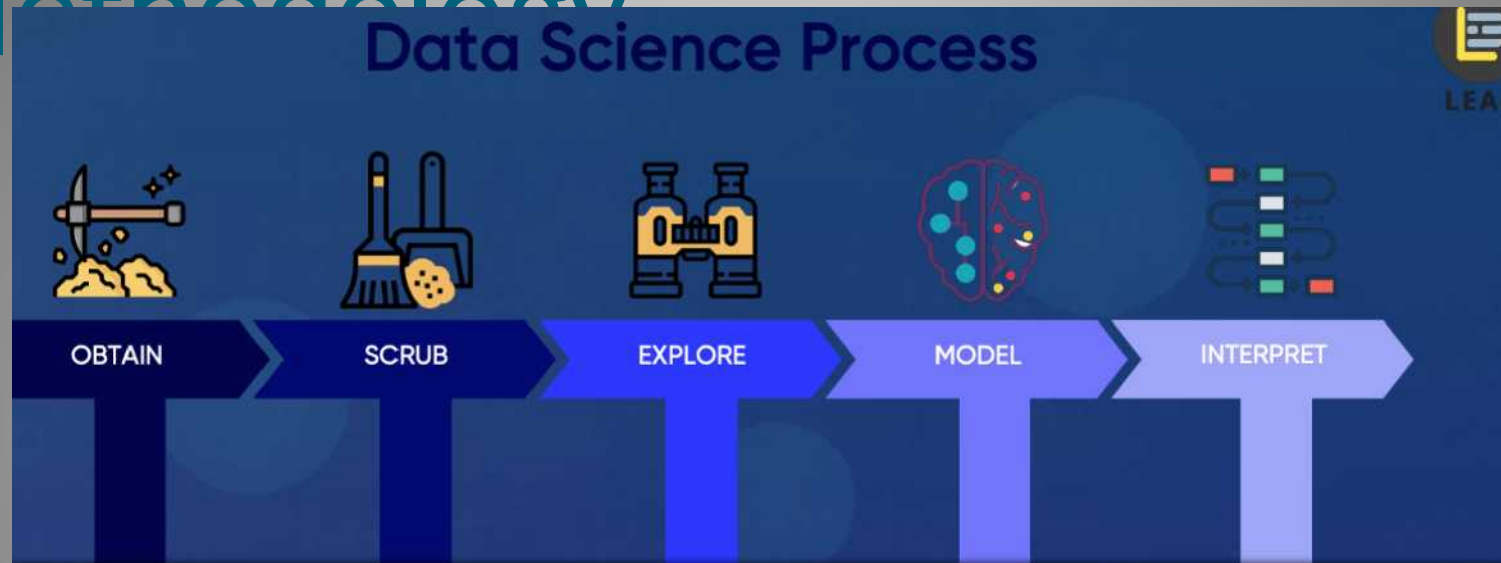 Data Science Process
OBTAIN
SCRUB
EXPLORE
MODEL
INTERPRET